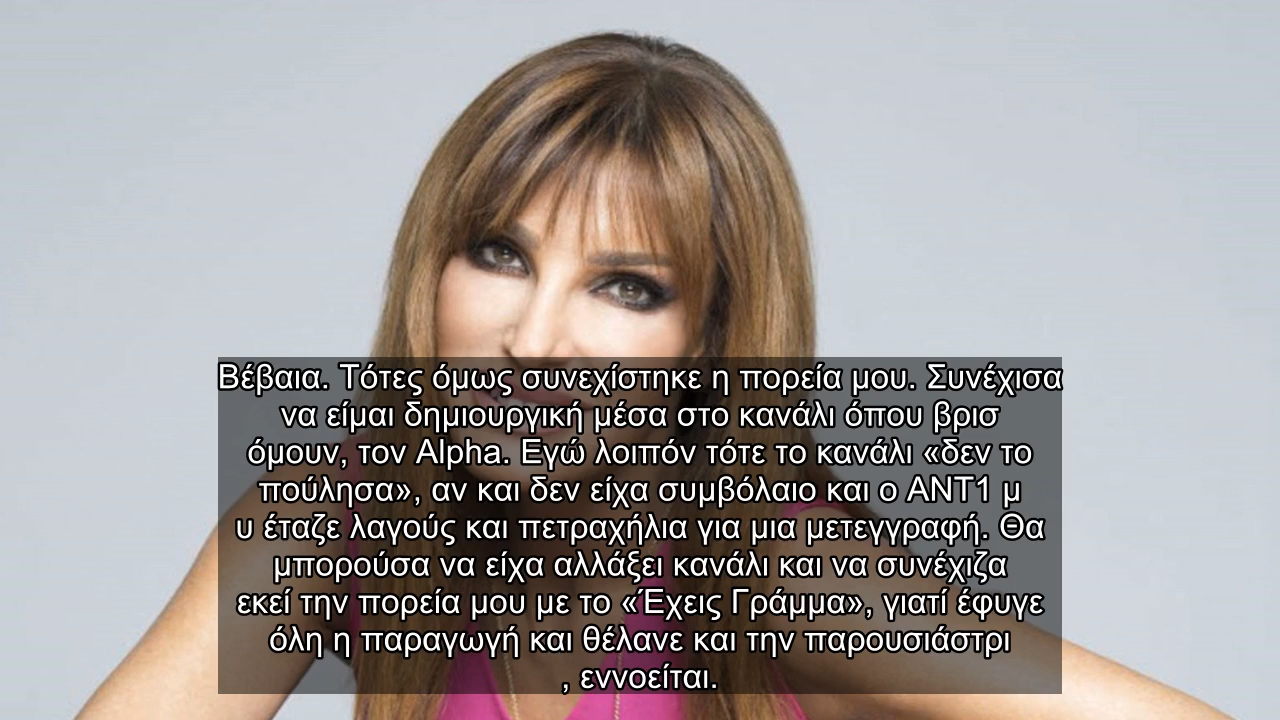 Βέβαια. Τότες όμως συνεχίστηκε η πορεία μου. Συνέχισα
να είμαι δημιουργική μέσα στο κανάλι όπου βρισ
όμουν, τον Alpha. Εγώ λοιπόν τότε το κανάλι «δεν το
πούλησα», αν και δεν είχα συμβόλαιο και ο ΑΝΤ1 μ
υ έταζε λαγούς και πετραχήλια για μια μετεγγραφή. Θα
μπορούσα να είχα αλλάξει κανάλι και να συνέχιζα
εκεί την πορεία μου με το «Έχεις Γράμμα», γιατί έφυγε
όλη η παραγωγή και θέλανε και την παρουσιάστρι
, εννοείται.